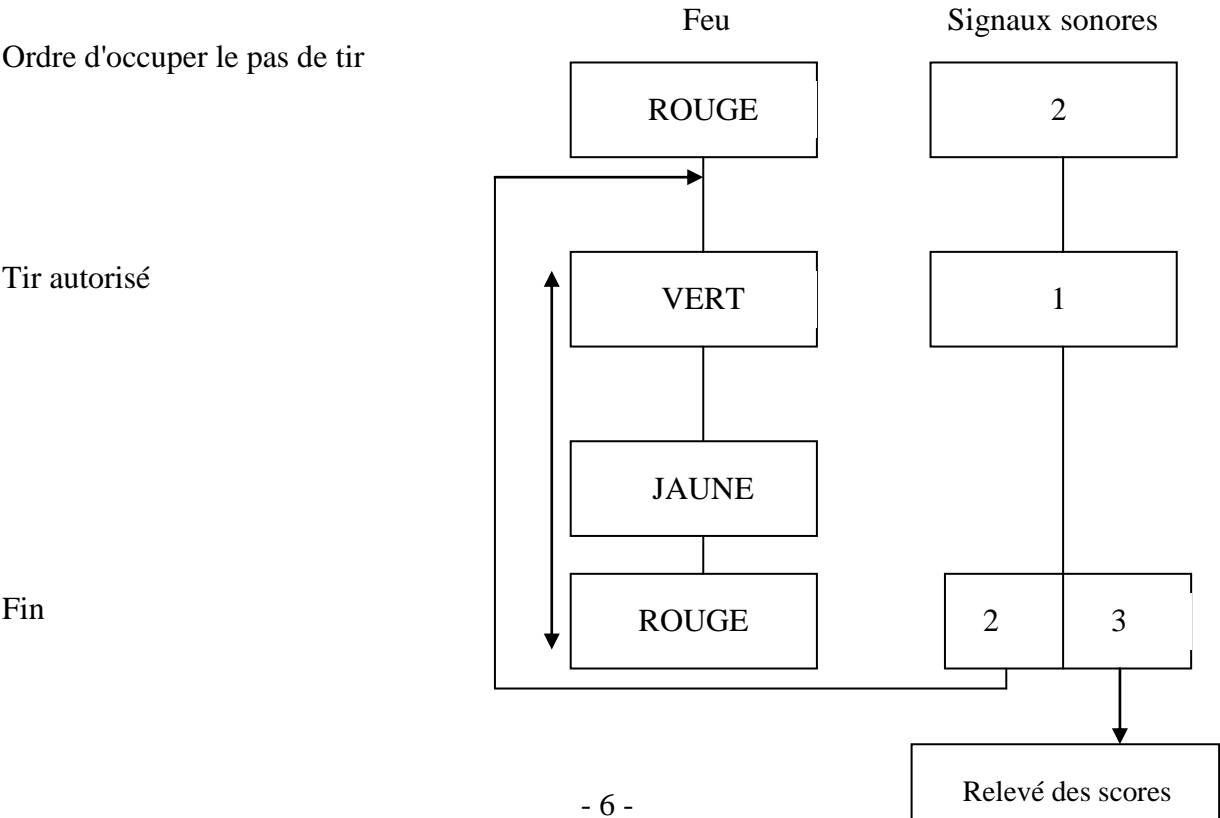 Feu Signaux sonores
Ordre d'occuper le pas de tir
ROUGE 2
Tir autorisé VERT 1
JAUNE
Fin ROUGE 2 3
Relevé des scores
- 6 -